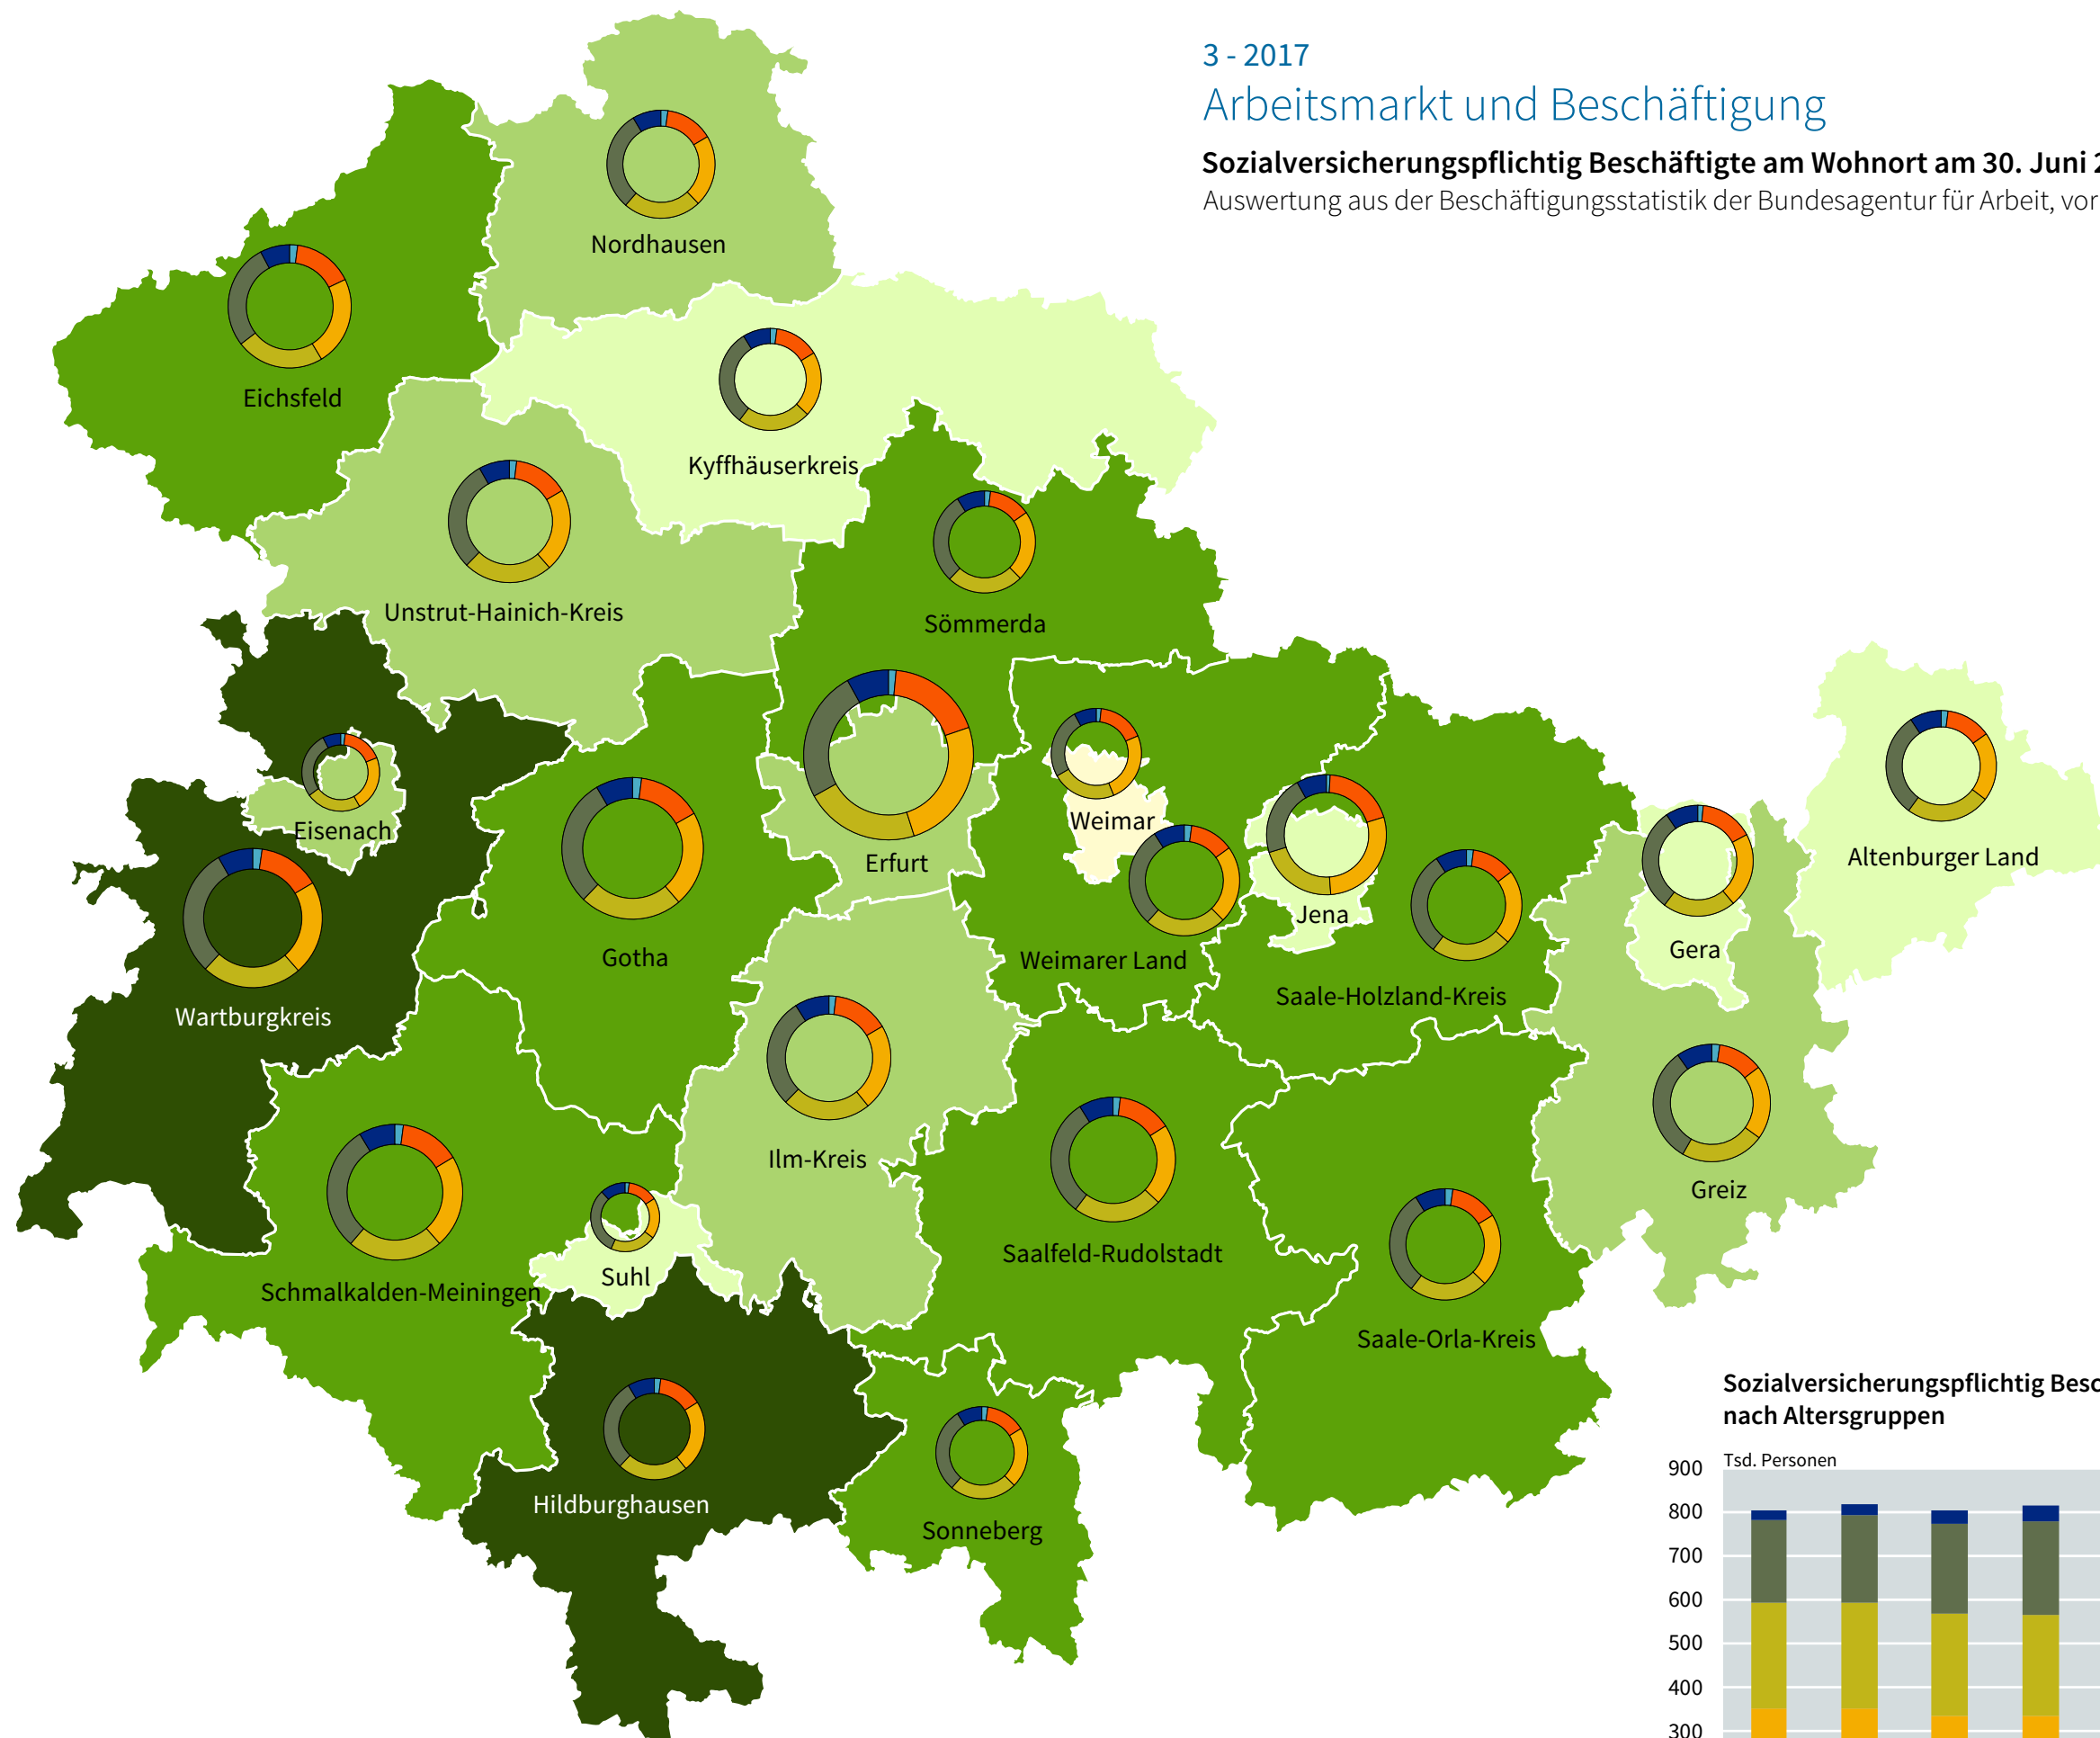 3 - 2017
Arbeitsmarkt und Beschäftigung
Sozialversicherungspflichtig Beschäftigte am Wohnort am 30. Juni
Auswertung aus der Beschäftigungsstatistik der Bundesagentur für Arbeit,
Nordhausen
Eichsfeld
Kyffhäuserkreis
Unstrut-Hainich-Kreis
Sömmerda
Eisenach
Weimar
Erfurt
Altenburger Land
Jena
Gera
Gotha
Weimarer Land
Saale-Holzland-Kreis
Wartburgkreis
Ilm-Kreis
Greiz
Saalfeld-Rudolstadt
Suhl
Schmalkalden-Meiningen
Saale-Orla-Kreis
Hildburghausen
Sonneberg
Sozialversicherungspflichtig
nach Altersgruppen
Tsd. Personen
900
800
700
600
500
400
300